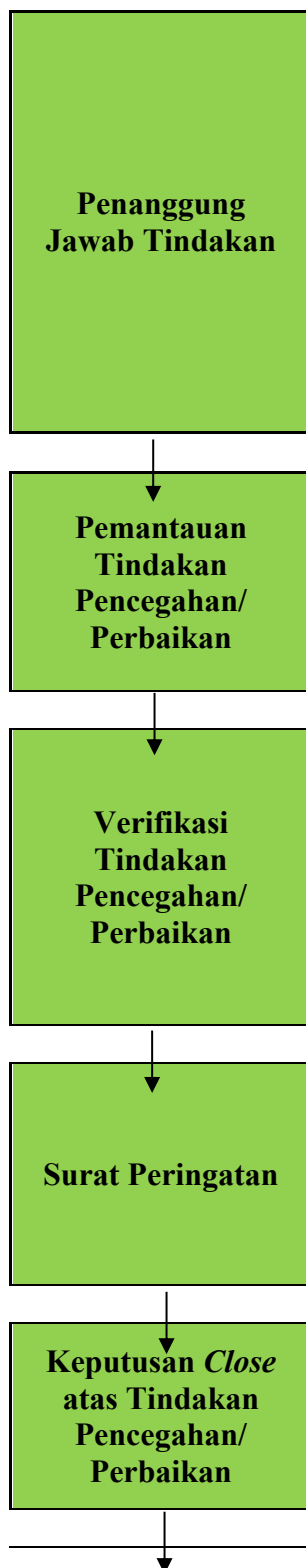 Penanggung
Jawab Tindakan
Pemantauan
Tindakan
Pencegahan/
Perbaikan
Verifikasi
Tindakan
Pencegahan/
Perbaikan
Surat Peringatan
Keputusan Close
atas Tindakan
Pencegahan/
Perbaikan